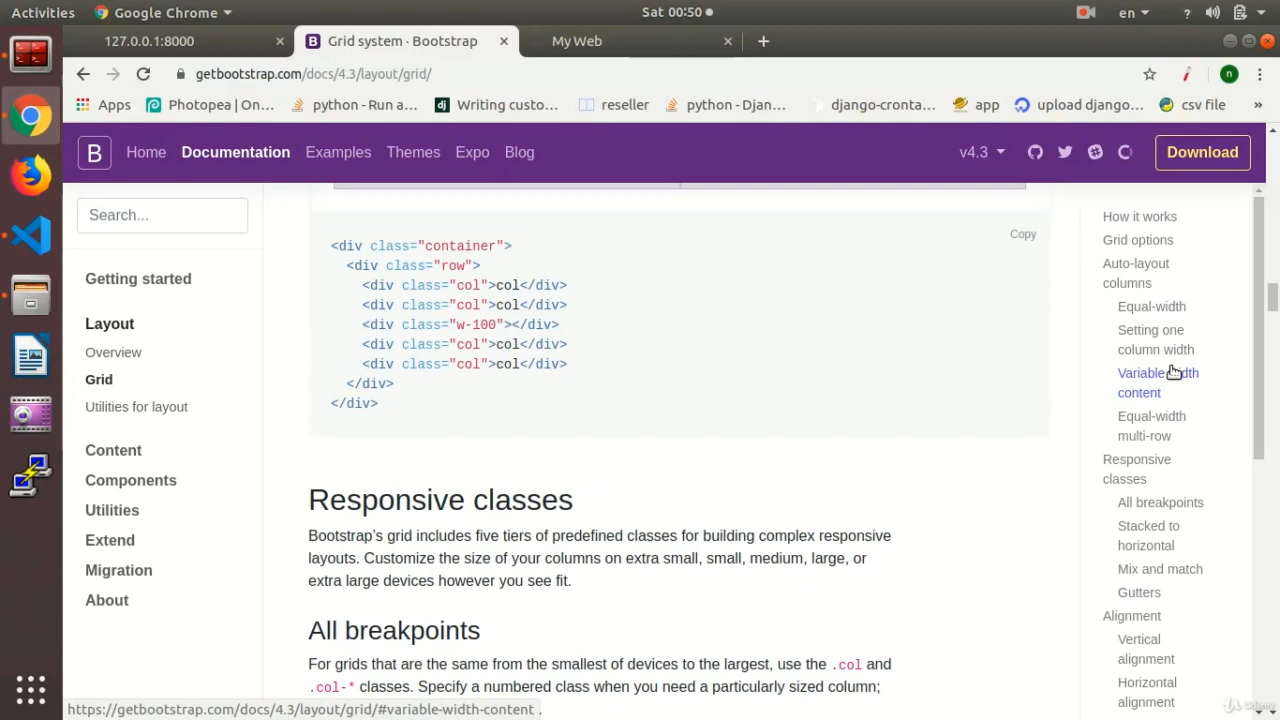 Activities Google Chrome Sat 00:50 en ?
127.0.0.1:8000 × B Grid system · Bootstrap × My Web × +
getbootstrap.com/docs/4.3/layout/grid/ n
Apps Photopea | On... python - Run a... dj Writing custo... reseller python - Djan... django-cronta... app upload django... csv file »
B Home Documentation Examples Themes Expo Blog v4.3 Download
Search...
Getting started
Layout
Overview
Grid
Utilities for layout
Content
Components
Utilities
Extend
Migration
About
Copy
<div class="container">
<div class="row">
<div class="col">col</div>
<div class="col">col</div>
<div class="w-100"></div>
<div class="col">col</div>
<div class="col">col</div>
</div>
</div>
Responsive classes
Bootstrap's grid includes five tiers of predefined classes for building complex responsive
layouts. Customize the size of your columns on extra small, small, medium, large, or
extra large devices however you see fit.
All breakpoints
For grids that are the same from the smallest of devices to the largest, use the .col and
.col-* classes. Specify a numbered class when you need a particularly sized column;
How it works
Grid options
Auto-layout
columns
Equal-width
Setting one
column width
Variable width
content
Equal-width
multi-row
Responsive
classes
All breakpoints
Stacked to
horizontal
Mix and match
Gutters
Alignment
Vertical
alignment
Horizontal
alignment
https://getbootstrap.com/docs/4.3/layout/grid/#variable-width-content .
Udemy